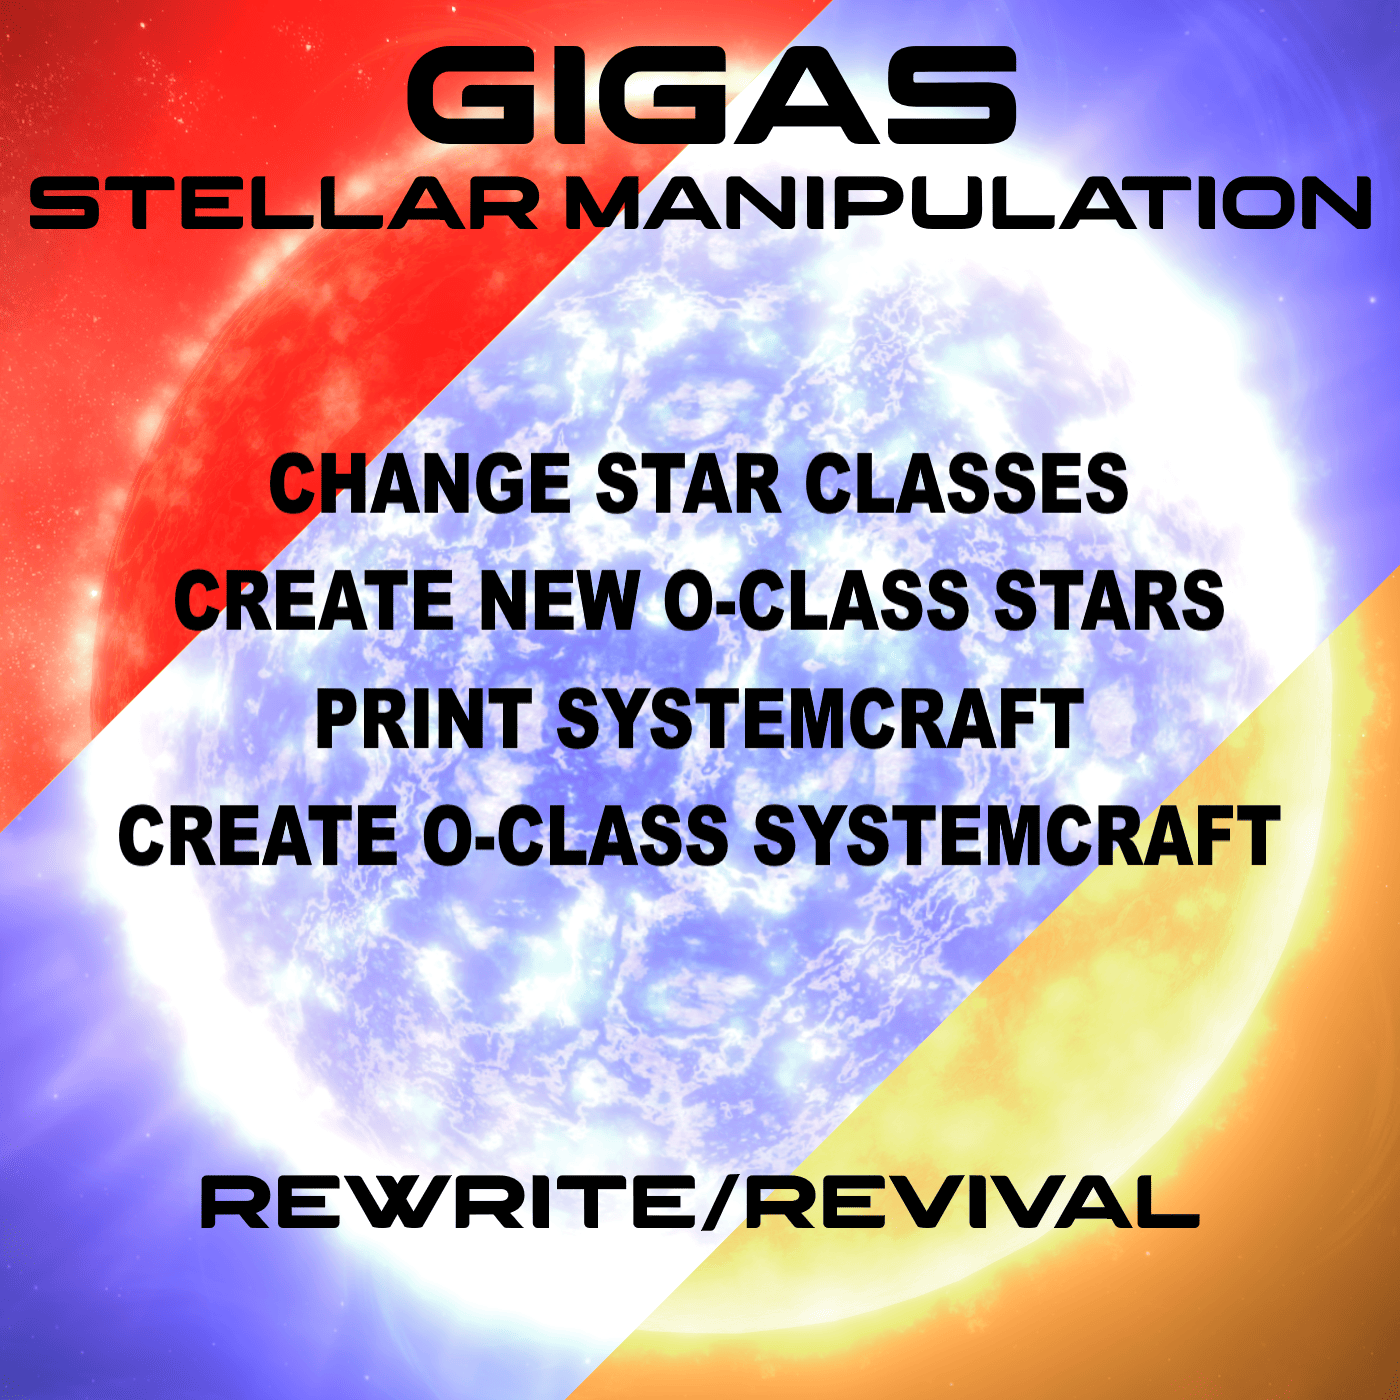 GIGAS
STELLAR MANIPULATION
CHANGE STAR CLASSES
CREATE NEW O-CLASS STARS
PRINT SYSTEMCRAFT
CREATE O-CLASS SYSTEMCRAFT
REWRITE/REVIVAL